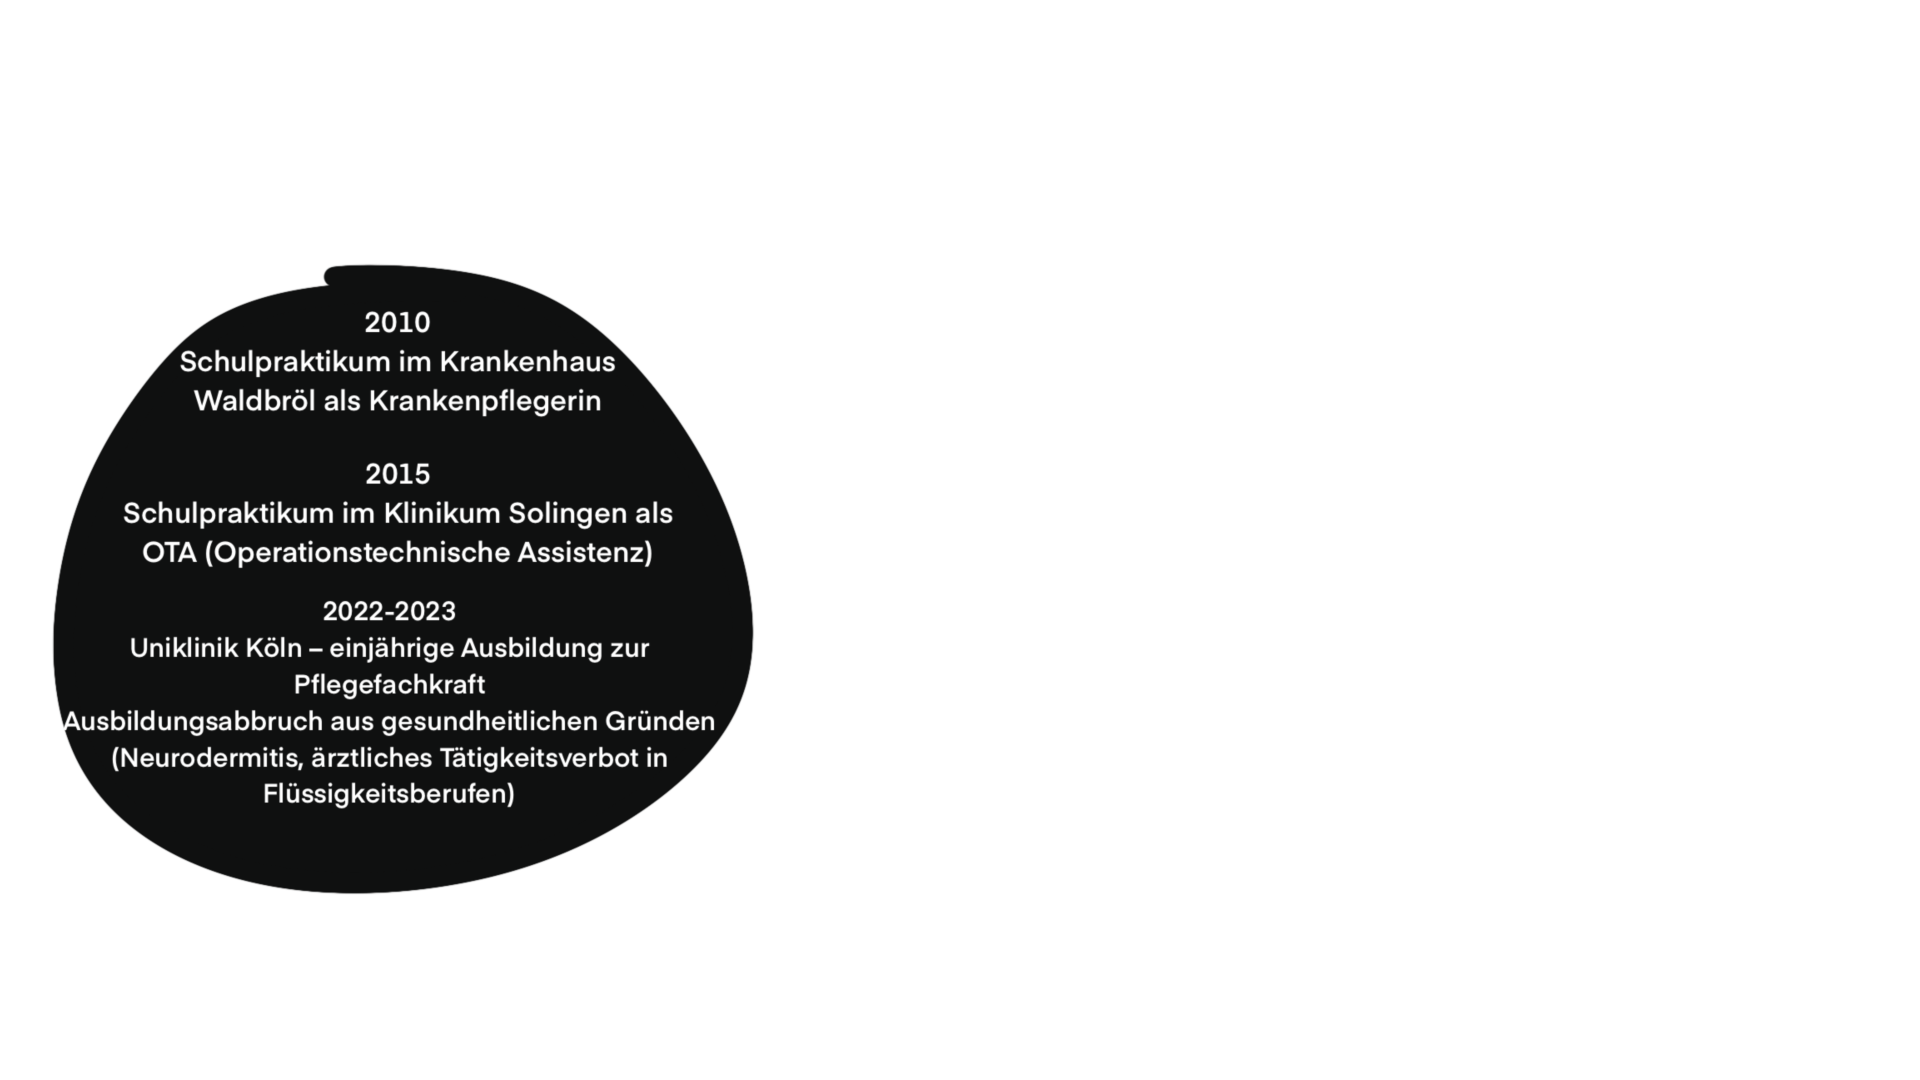 2010
Schulpraktikum im Krankenhaus
Waldbröl als Krankenpflegerin
2015
Schulpraktikum im Klinikum Solingen als
OTA (Operationstechnische Assistenz)
2022-2023
Uniklinik Köln – einjährige Ausbildung zur
Pflegefachkraft
Ausbildungsabbruch aus gesundheitlichen Gründen
(Neurodermitis, ärztliches Tätigkeitsverbot in
Flüssigkeitsberufen)